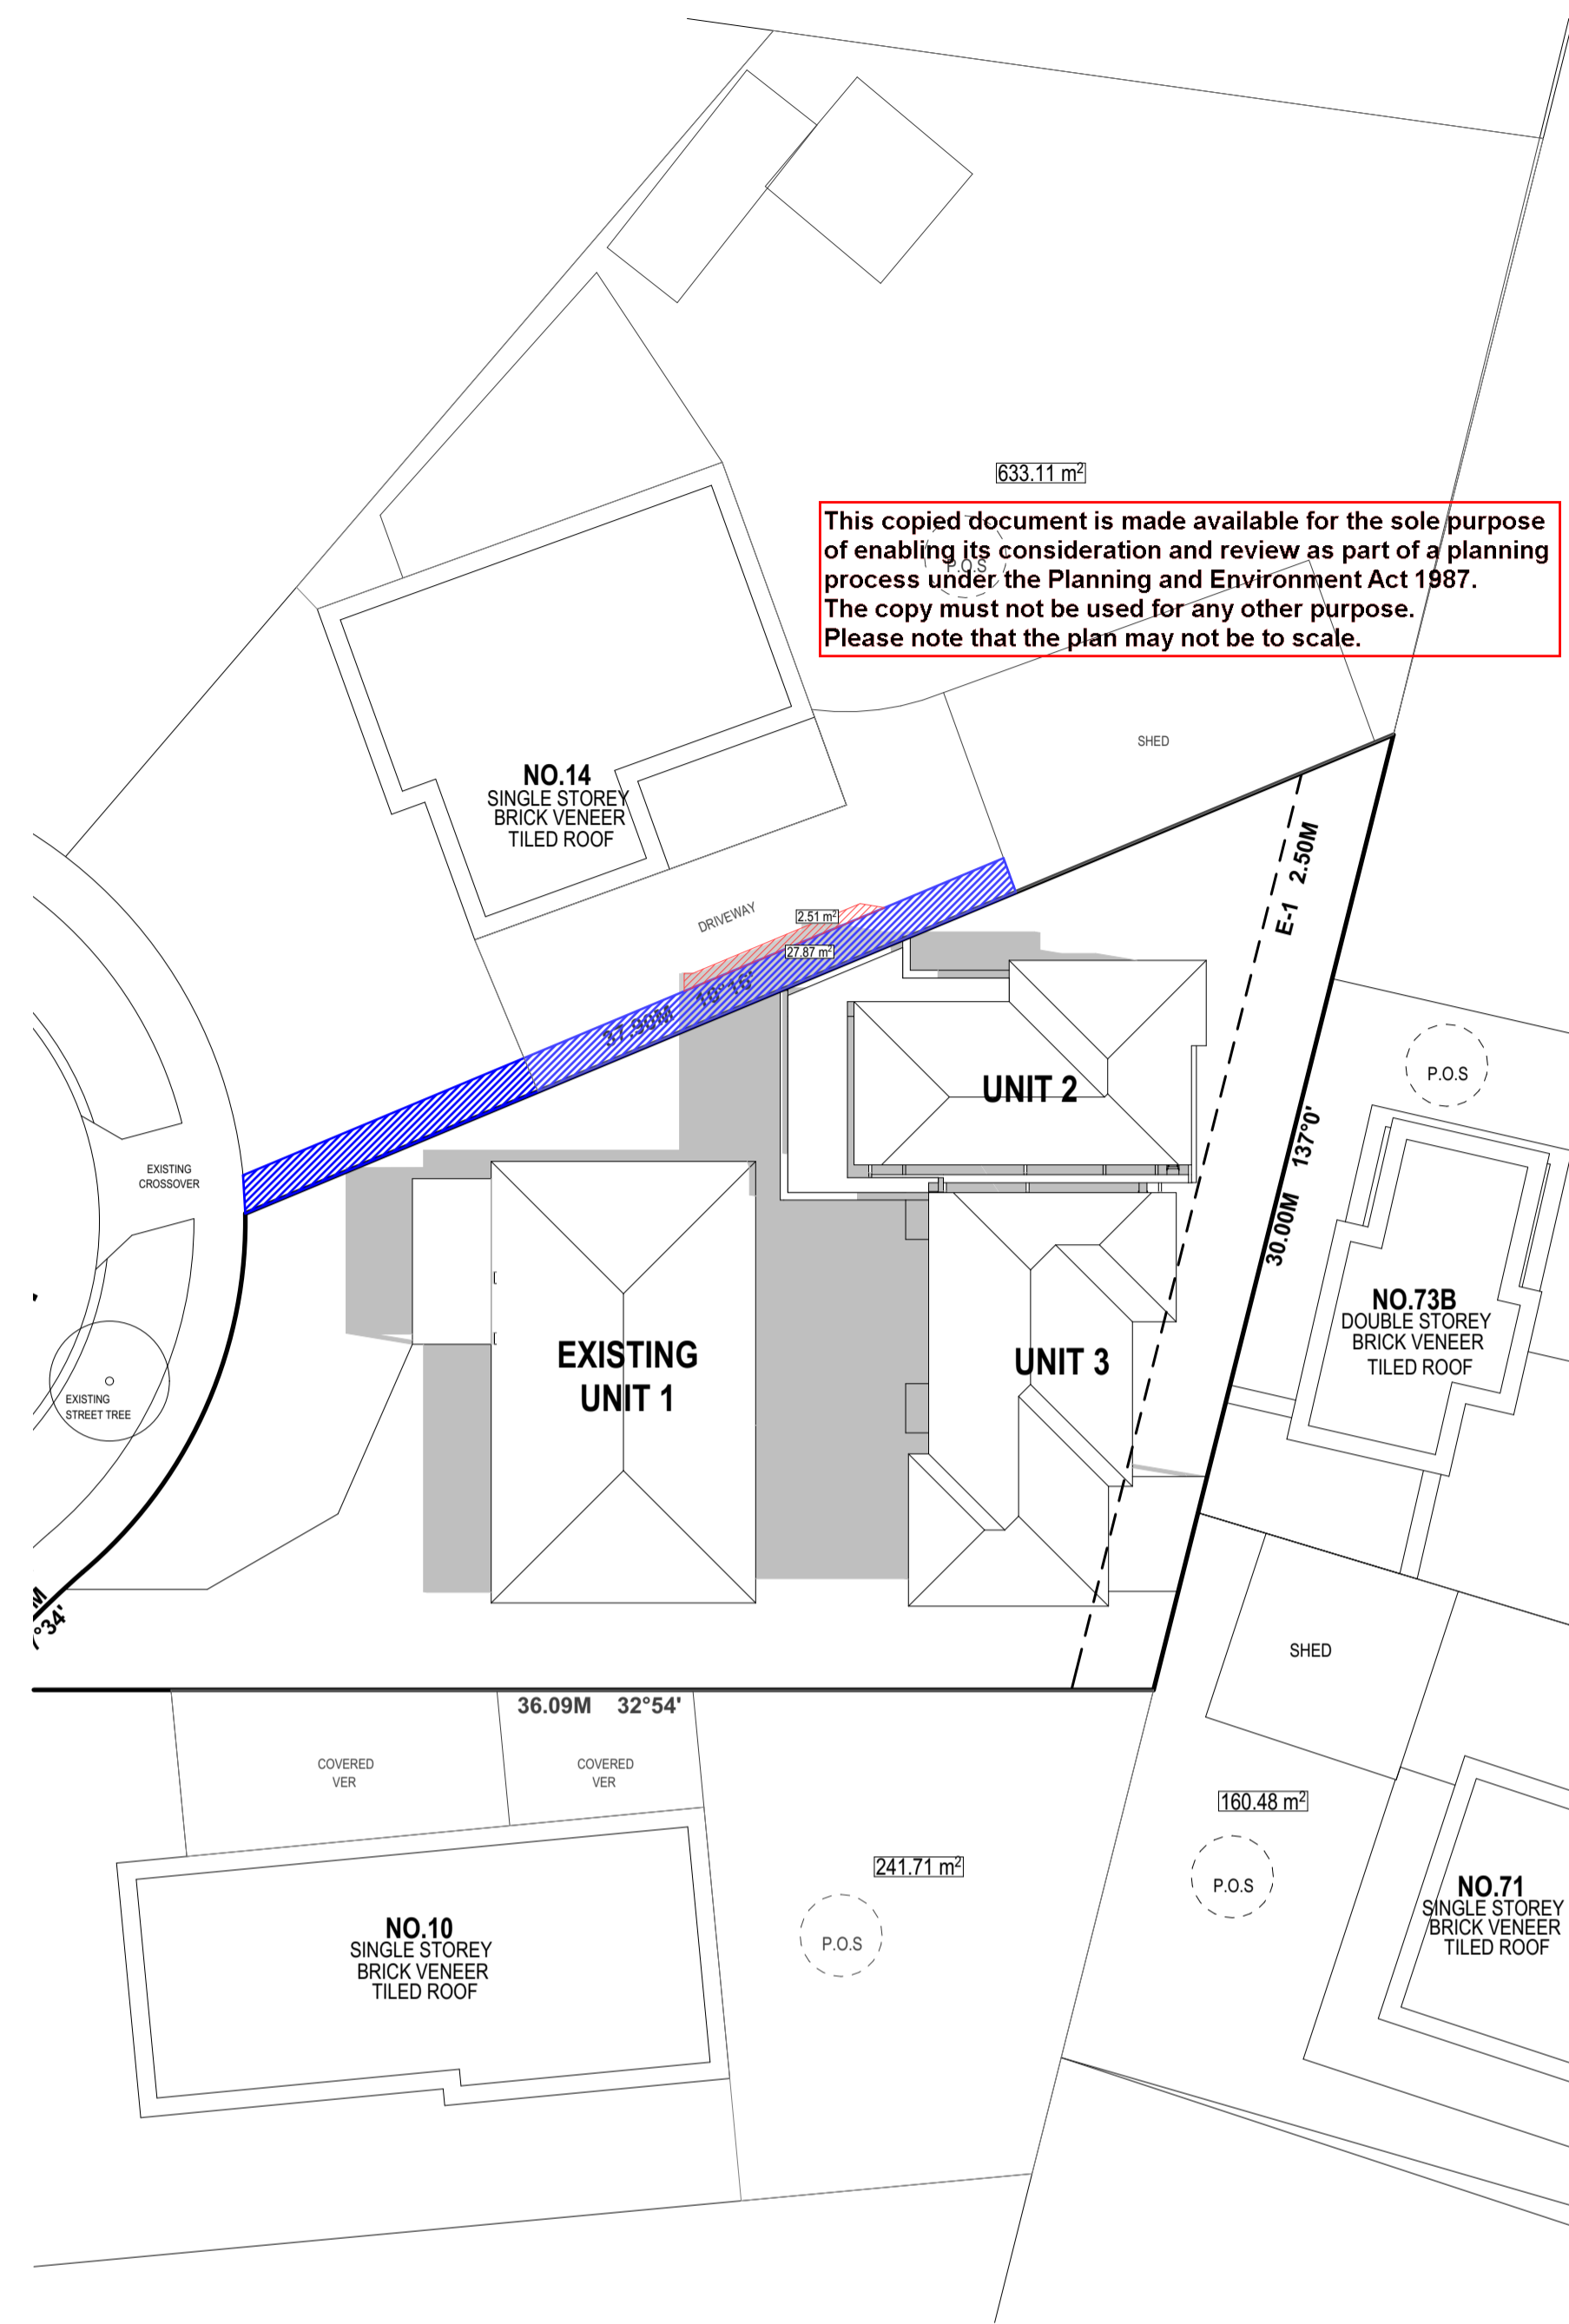 633.11 m²
This copied document is made available for the sole purpose
of enabling its consideration and review as part of a planning
process under the Planning and Environment Act 1987.
The copy must not be used for any other purpose.
Please note that the plan may not be to scale.
P.O.S
SHED
NO.14
SINGLE STOREY
BRICK VENEER
TILED ROOF
E-1 2.50M
DRIVEWAY
2.51 m²
27.87 m²
37.90M 10°16'
UNIT 2
P.O.S
30.00M 137°0'
EXISTING
CROSSOVER
NO.73B
DOUBLE STOREY
BRICK VENEER
TILED ROOF
EXISTING
UNIT 1
UNIT 3
EXISTING
STREET TREE
M
7°34'
SHED
36.09M 32°54'
COVERED
VER
COVERED
VER
160.48 m²
241.71 m²
P.O.S
NO.71
SINGLE STOREY
BRICK VENEER
TILED ROOF
NO.10
SINGLE STOREY
BRICK VENEER
TILED ROOF
P.O.S